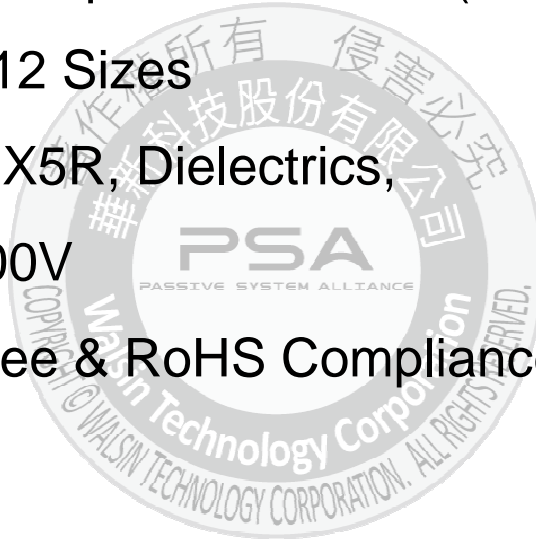 12 Sizes
X5R, Dielectrics,
00V
ee & RoHS Compliance
著作權所有 侵害必究
華新科技股份有限公司
PSA
PASSIVE SYSTEM ALLIANCE
Walsin Technology Corporation
COPYRIGHT © WALSIN TECHNOLOGY CORPORATION. ALL RIGHTS RESERVED.